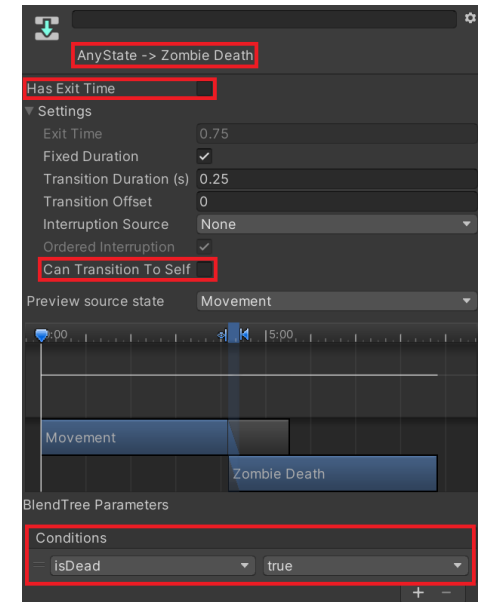 AnyState -> Zombie Death
Has Exit Time
Settings
Exit Time 0.75
Fixed Duration
Transition Duration (s) 0.25
Transition Offset 0
Interruption Source None
Ordered Interruption
Can Transition To Self
Preview source state Movement
0:00 5:00
Movement
Zombie Death
BlendTree Parameters
Conditions
isDead true